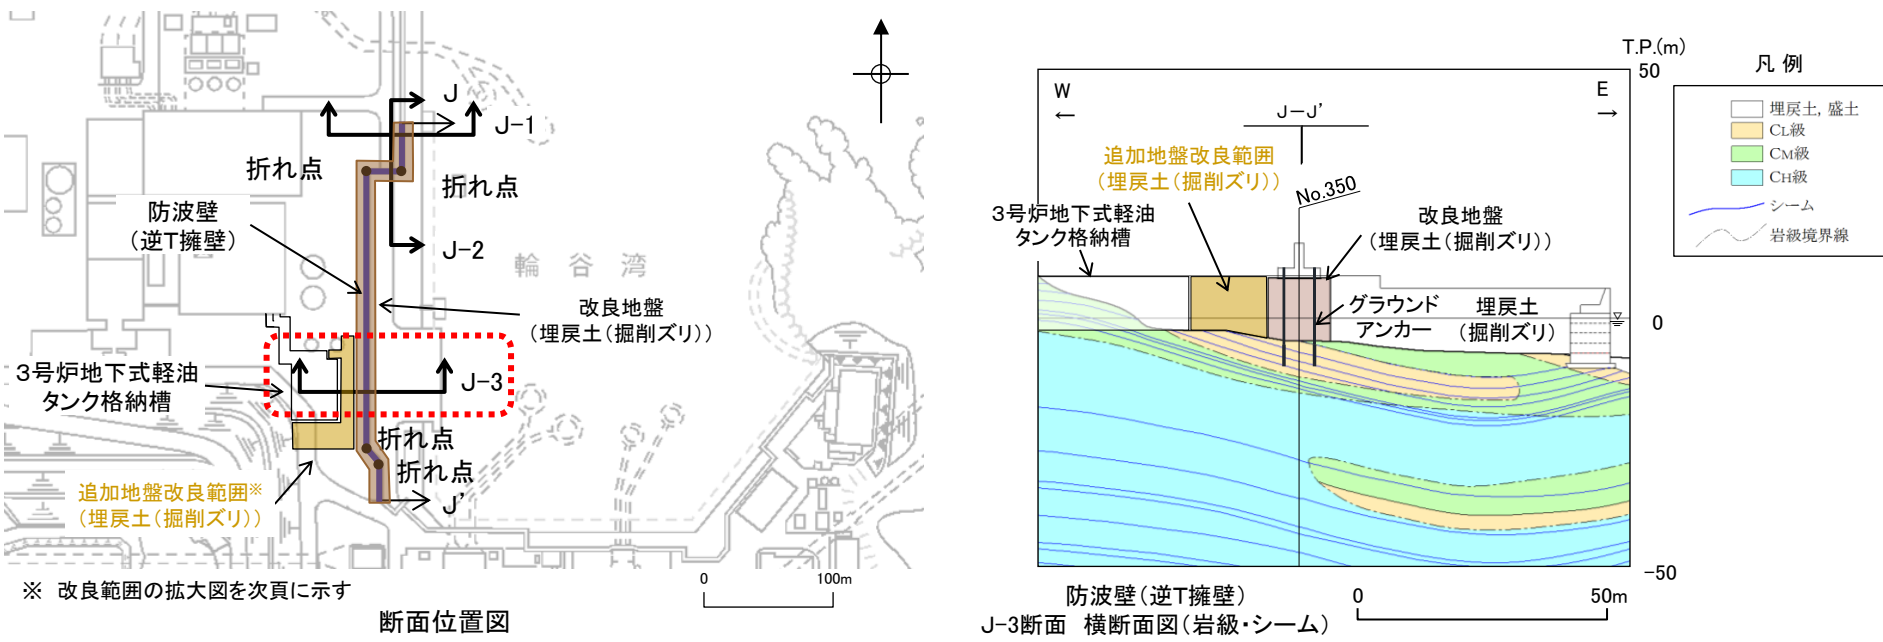 J
J-1
折れ点
折れ点
防波壁
（逆T擁壁）
J-2
輪谷湾
改良地盤
（埋戻土（掘削ズリ））
３号炉地下式軽油
タンク格納槽
J-3
折れ点
折れ点
追加地盤改良範囲※
（埋戻土（掘削ズリ））
J'
※ 改良範囲の拡大図を次頁に示す
0 100m
断面位置図
T.P.(m)
50
W
←
E
→
J－J'
追加地盤改良範囲
（埋戻土（掘削ズリ））
No.350
３号炉地下式軽油
タンク格納槽
改良地盤
（埋戻土（掘削ズリ））
グラウンド
アンカー
埋戻土
（掘削ズリ）
0
-50
防波壁（逆T擁壁）
J-3断面 横断面図（岩級・シーム）
0 50m
凡 例
埋戻土，盛土
CL級
CM級
CH級
シーム
岩級境界線